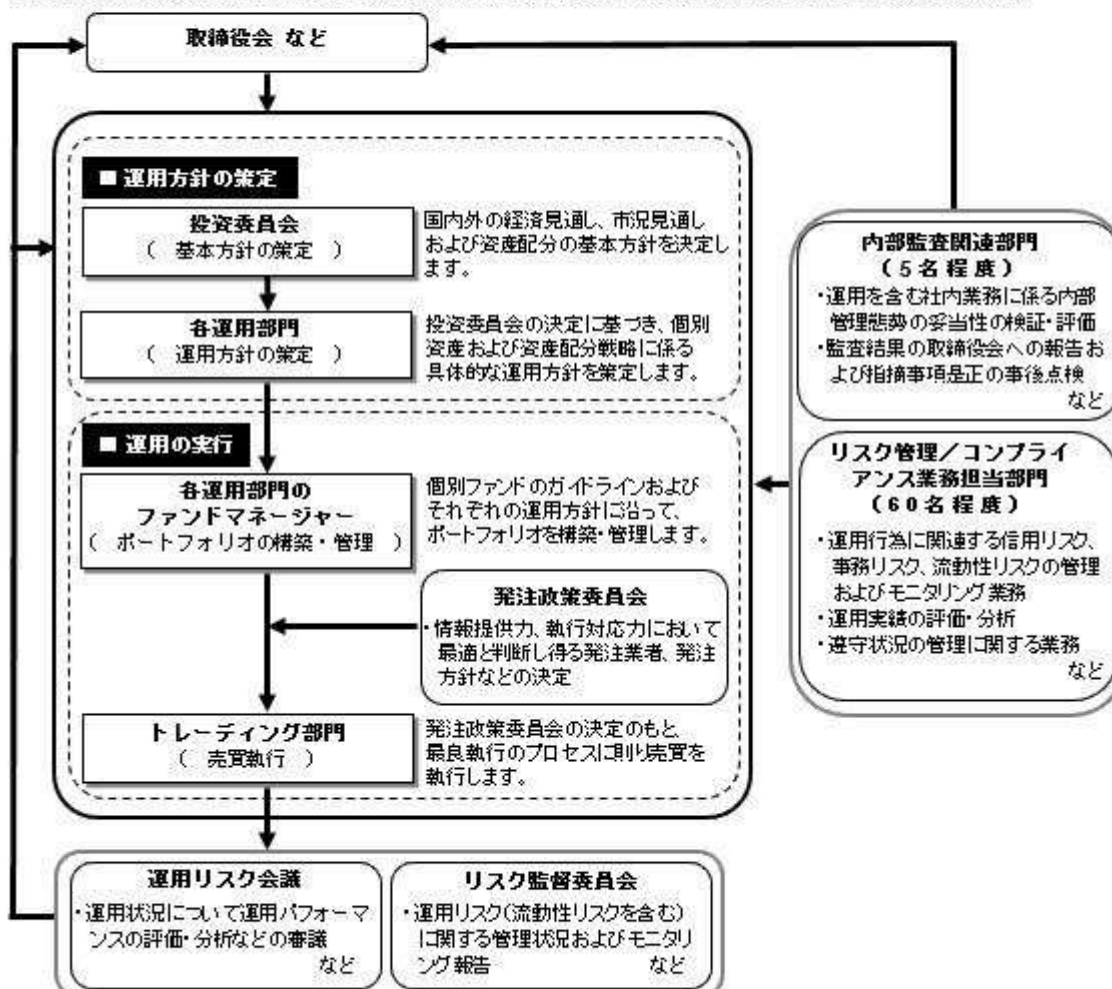 取締役会 など
■ 運用方針の策定
投資委員会
（ 基本方針の策定 ）
国内外の経済見通し、市況見通し
および資産配分の基本方針を決定し
ます。
各運用部門
（ 運用方針の策定 ）
投資委員会の決定に基づき、個別
資産および資産配分戦略に係る
具体的な運用方針を策定します。
■ 運用の実行
各運用部門の
ファンドマネージャー
（ ポートフォリオの構築・管理 ）
個別ファンドのガイドラインおよび
それぞれの運用方針に沿って、
ポートフォリオを構築・管理します。
発注政策委員会
・情報提供力、執行対応力において
最適と判断し得る発注業者、発注
方針などの決定
トレーディング部門
（ 売買執行 ）
発注政策委員会の決定のもと、
最良執行のプロセスに則り売買を
執行します。
内部監査関連部門
（5名程度）
・運用を含む社内業務に係る内部
管理態勢の妥当性の検証・評価
・監査結果の取締役会への報告お
よび指摘事項是正の事後点検
など
リスク管理／コンプライ
アンス業務担当部門
（60名程度）
・運用行為に関連する信用リスク、
事務リスク、流動性リスクの管理
およびモニタリング業務
・運用実績の評価・分析
・遵守状況の管理に関する業務
など
運用リスク会議
・運用状況について運用パフォーマ
ンスの評価・分析などの審議
など
リスク監督委員会
・運用リスク（流動性リスクを含む）
に関する管理状況およびモニタリ
ング報告 など